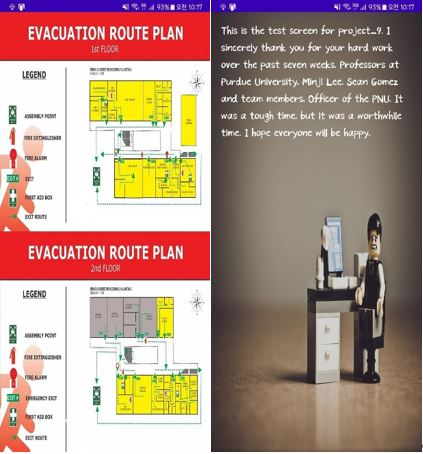 93% 오전 10:17
EVACUATION ROUTE PLAN
1st FLOOR
LEGEND
ASSEMBLY POINT
FIRE EXTINGUISHER
FIRE ALARM
EXIT
EXIT
FIRST AID BOX
EXIT ROUTE
EVACUATION ROUTE PLAN
2nd FLOOR
LEGEND
ASSEMBLY POINT
FIRE EXTINGUISHER
FIRE ALARM
EXIT
EMERGENCY EXIT
FIRST AID BOX
EXIT ROUTE
93% 오전 10:17
This is the test screen for project_9. I
sincerely thank you for your hard work
over the past seven weeks. Professors at
Purdue University. Minji Lee. Sean Gomez
and team members. Officer of the PNU. It
was a tough time. but It was a worthwhile
time. I hope everyone will be happy.